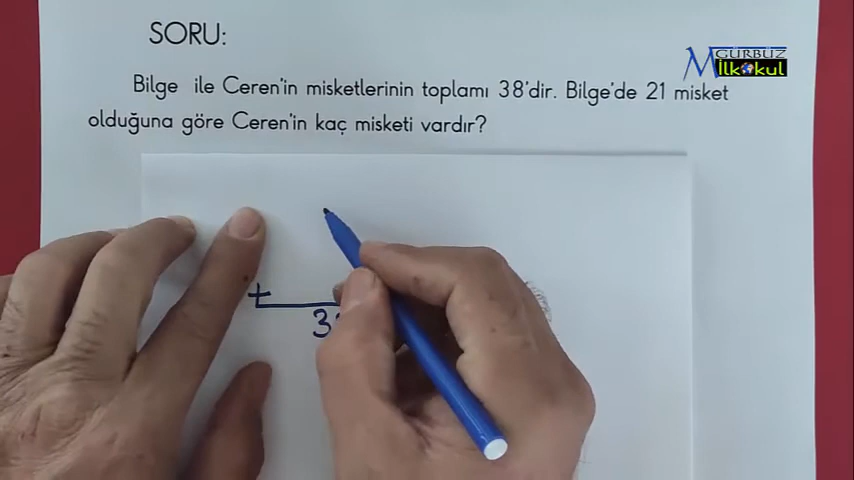 SORU:
GÜRBÜZ
İlkokul
Bilge ile Ceren'in misketlerinin toplamı 38'dir. Bilge'de 21 misket
olduğuna göre Ceren'in kaç misketi vardır?
+
3